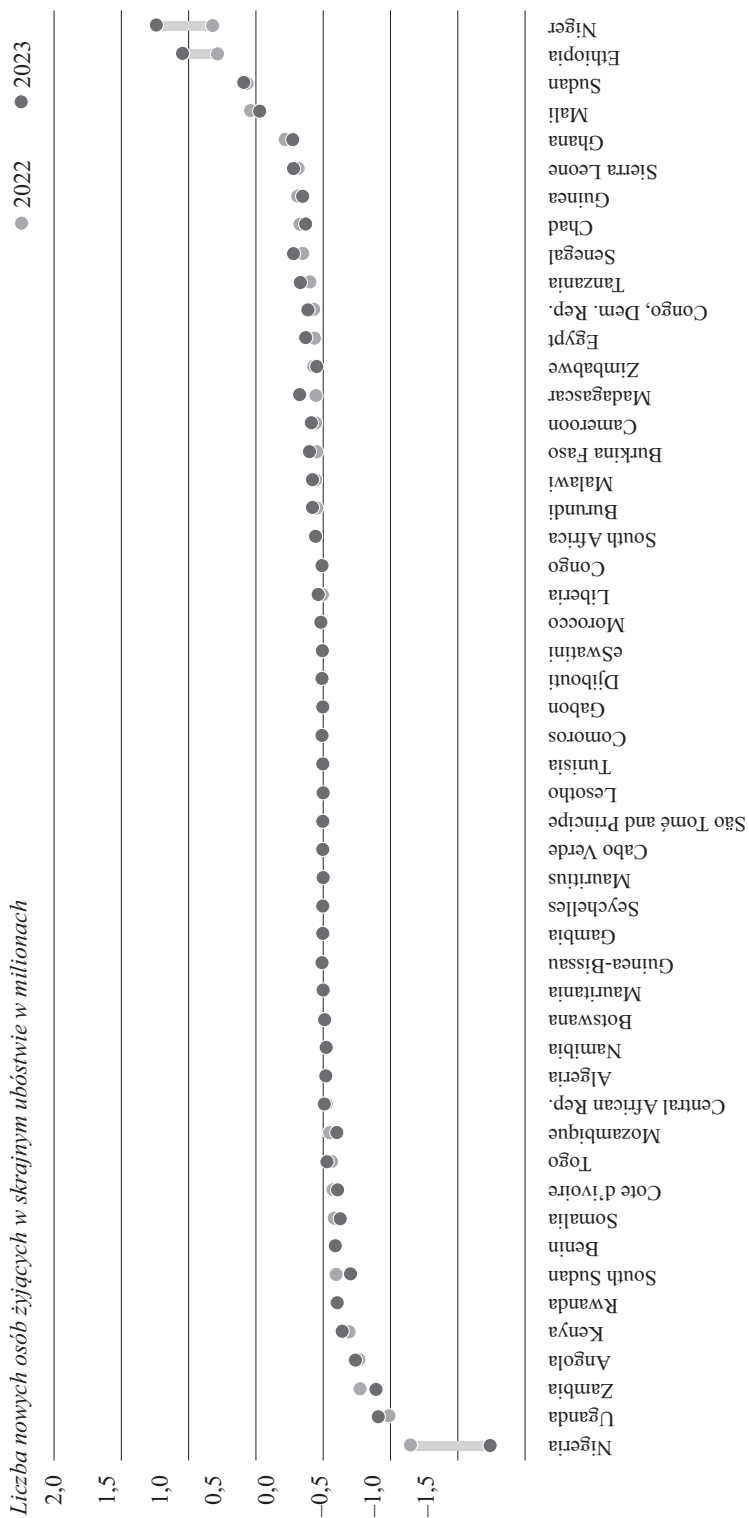 Liczba nowych osób żyjących w skrajnym ubóstwie w milionach
2022
2023
2,0
1,5
1,0
0,5
0,0
–0,5
–1,0
–1,5
Nigeria
Uganda
Zambia
Angola
Kenya
Rwanda
South Sudan
Benin
Somalia
Cote d’ivoire
Togo
Mozambique
Central African Rep.
Algeria
Namibia
Botswana
Mauritania
Guinea-Bissau
Gambia
Seychelles
Mauritius
Cabo Verde
São Tomé and Principe
Lesotho
Tunisia
Comoros
Gabon
Djibouti
eSwatini
Morocco
Liberia
Congo
South Africa
Burundi
Malawi
Burkina Faso
Cameroon
Madagascar
Zimbabwe
Egypt
Congo, Dem. Rep.
Tanzania
Senegal
Chad
Guinea
Sierra Leone
Ghana
Mali
Sudan
Ethiopia
Niger